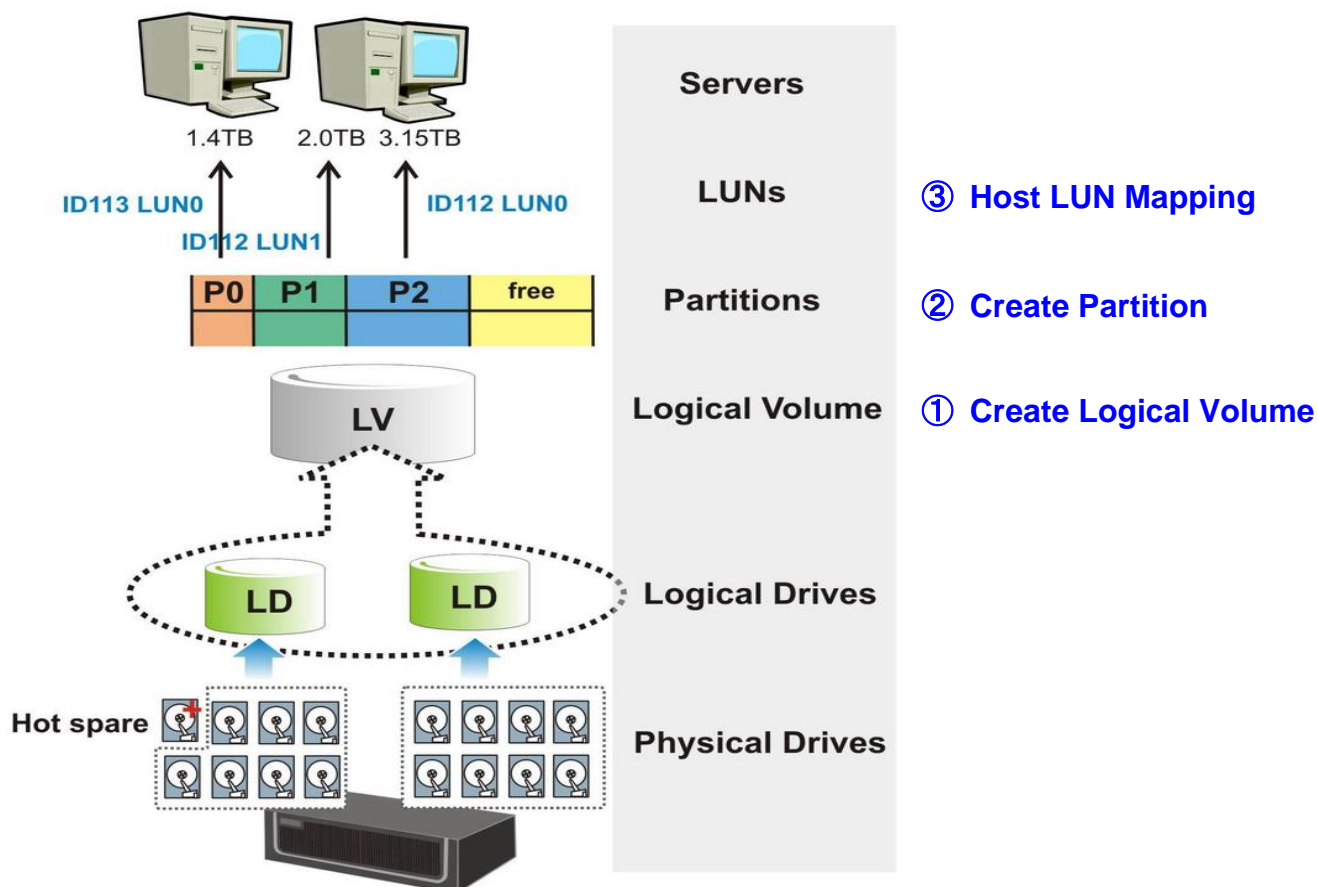 Servers
1.4TB 2.0TB 3.15TB
LUNs
③ Host LUN Mapping
ID113 LUN0
ID112 LUN0
ID112 LUN1
P0 P1 P2 free
Partitions
② Create Partition
LV
Logical Volume
① Create Logical Volume
LD
LD
Logical Drives
Hot spare
Physical Drives